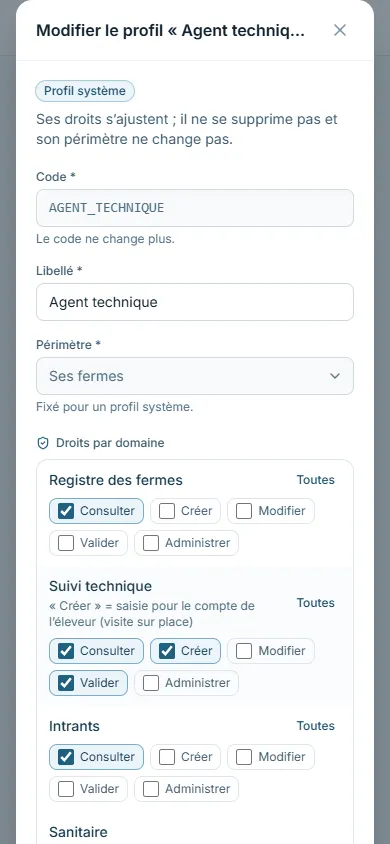 Modifier le profil « Agent techniq...
Profil système
Ses droits s’ajustent ; il ne se supprime pas et
son périmètre ne change pas.
Code *
AGENT_TECHNIQUE
Le code ne change plus.
Libellé *
Agent technique
Périmètre *
Ses fermes
Fixé pour un profil système.
Droits par domaine
Registre des fermes Toutes
Consulter Créer Modifier
Valider Administrer
Suivi technique
« Créer » = saisie pour le compte de Toutes
l’éleveur (visite sur place)
Consulter Créer Modifier
Valider Administrer
Intrants Toutes
Consulter Créer Modifier
Valider Administrer
Sanitaire